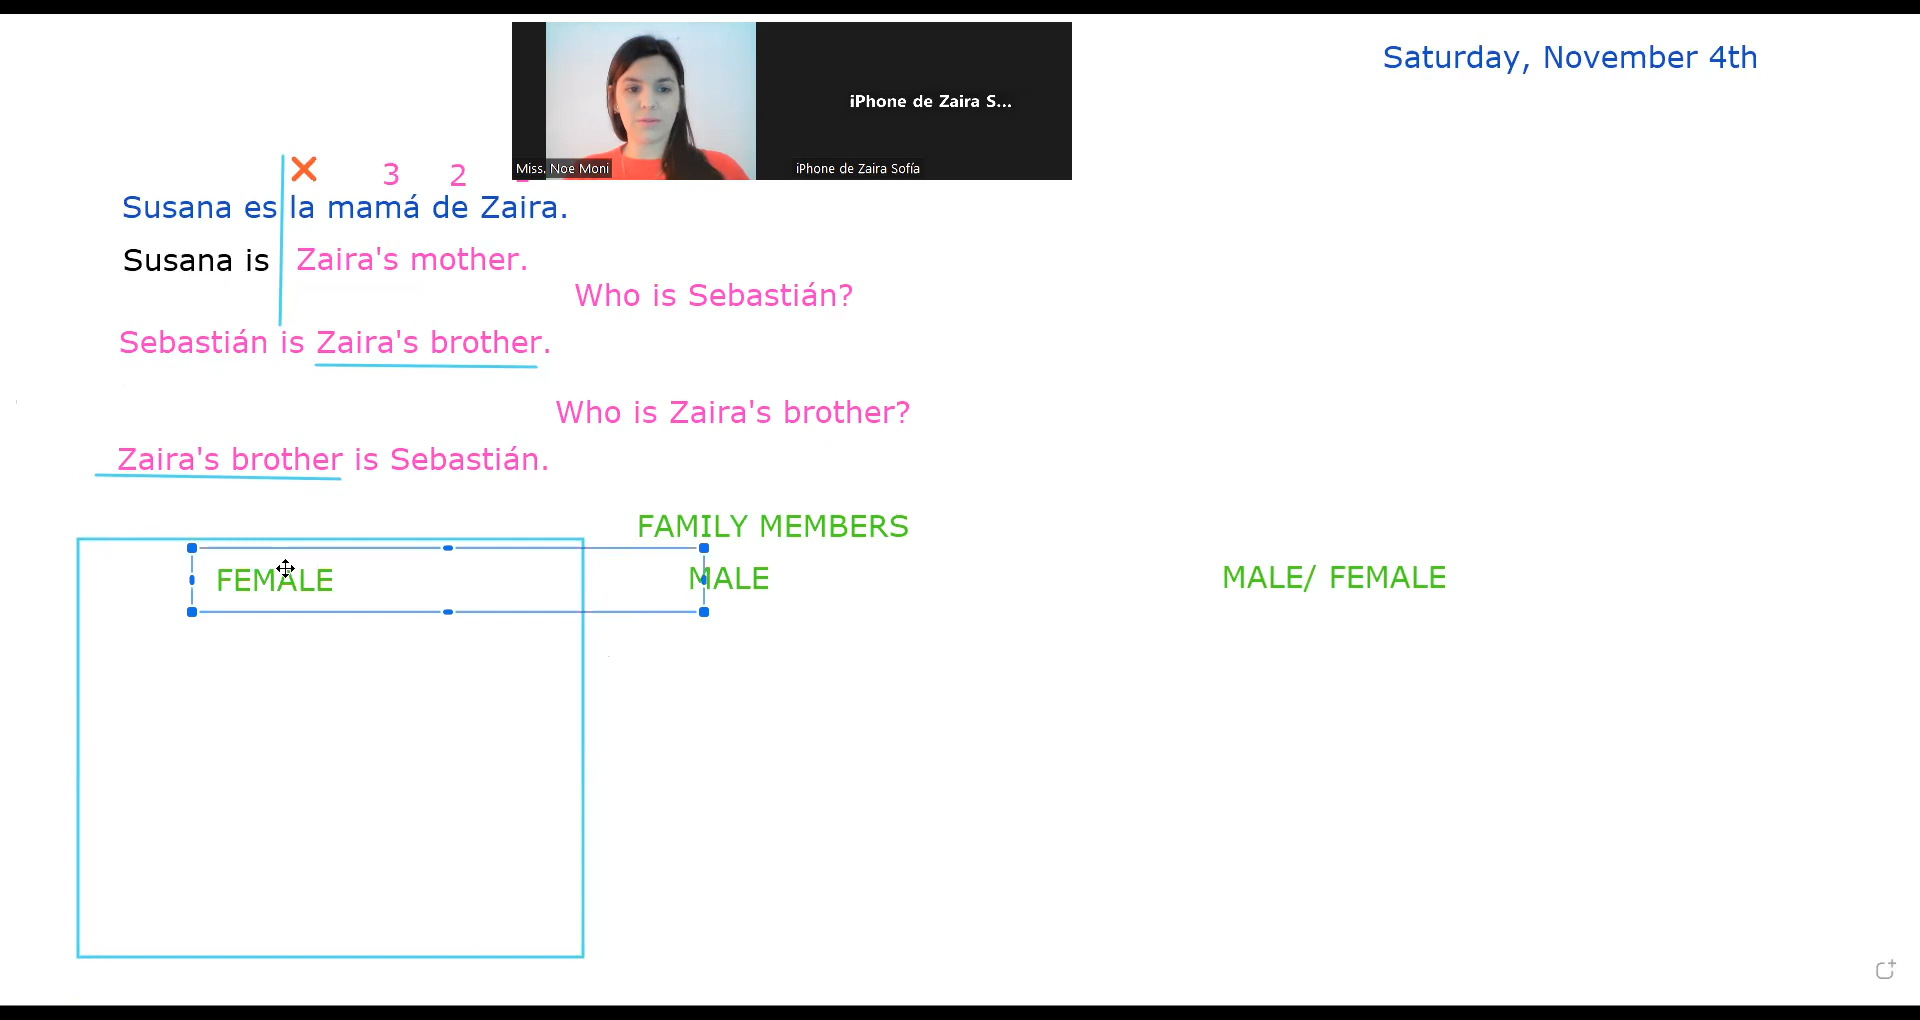 Saturday, November 4th
iPhone de Zaira S...
Miss. Noe Moni
iPhone de Zaira Sofía
3 2
Susana es la mamá de Zaira.
Susana is Zaira's mother.
Who is Sebastián?
Sebastián is Zaira's brother.
Who is Zaira's brother?
Zaira's brother is Sebastián.
FAMILY MEMBERS
FEMALE MALE MALE/ FEMALE